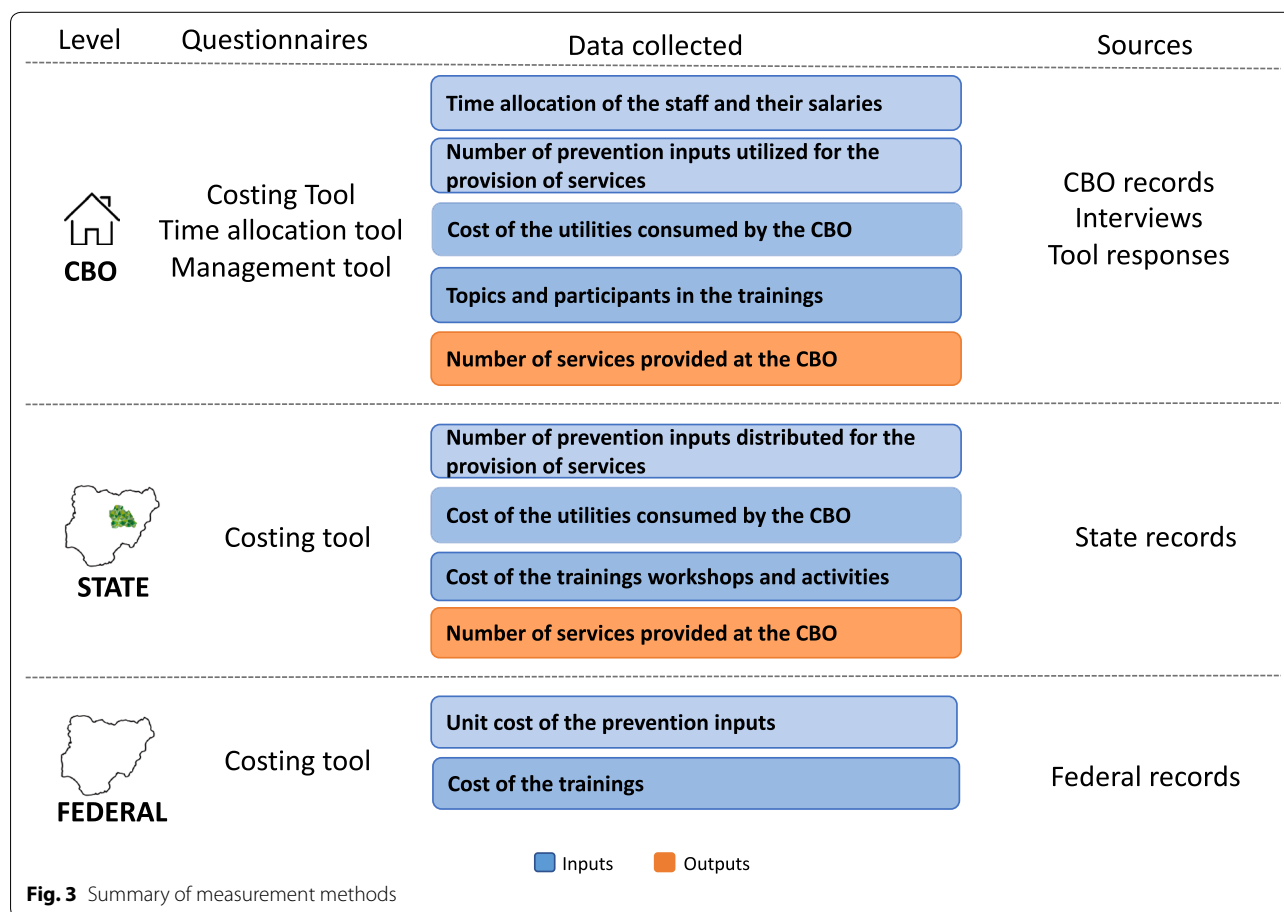 Level Questionnaires Data collected Sources
Time allocation of the staff and their salaries
Number of prevention inputs utilized for the
provision of services
Cost of the utilities consumed by the CBO
Topics and participants in the trainings
Number of services provided at the CBO
CBO
Costing Tool
Time allocation tool
Management tool
CBO records
Interviews
Tool responses
Number of prevention inputs distributed for the
provision of services
Cost of the utilities consumed by the CBO
Cost of the trainings workshops and activities
Number of services provided at the CBO
STATE
Costing tool
State records
Unit cost of the prevention inputs
Cost of the trainings
FEDERAL
Costing tool
Federal records
Inputs Outputs
Fig. 3 Summary of measurement methods